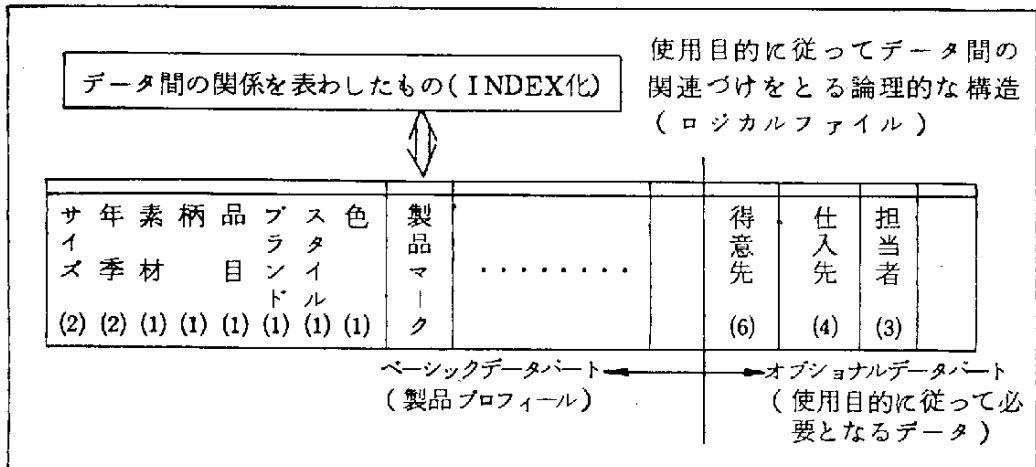 データ間の関係を表わしたもの(INDEX化)
使用目的に従ってデータ間の
関連づけをとる論理的な構造
(ロジカルファイル)
サイズ
(2)
年季
(2)
素材
(1)
柄
(1)
品目
(1)
ブランド
(1)
スタイル
(1)
色
(1)
製品マーク
········
得意先
(6)
仕入先
(4)
担当者
(3)
ベーシックデータパート
(製品プロフィール)
オプショナルデータパート
(使用目的に従って必
要となるデータ)